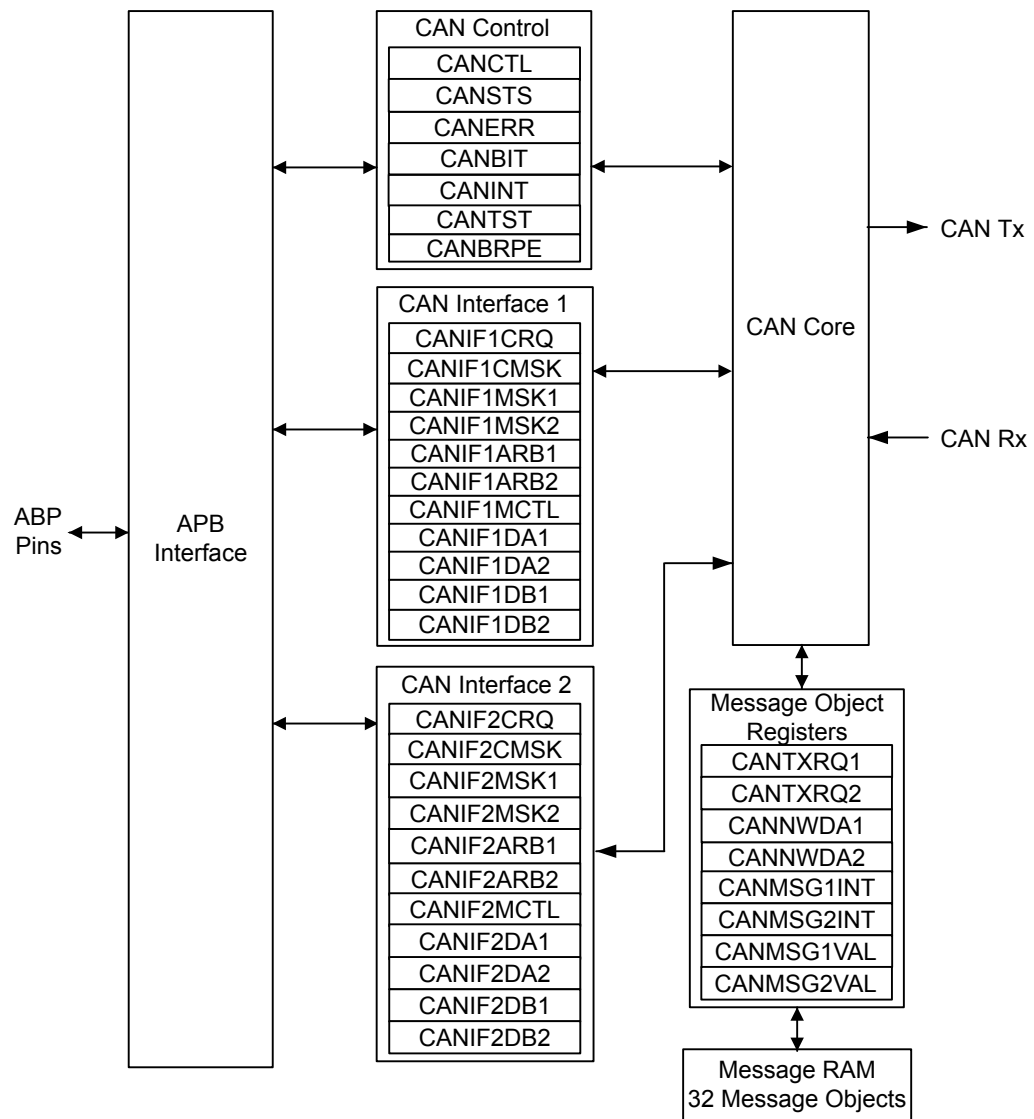 ABP
Pins
APB
Interface
CAN Control
CANCTL
CANSTS
CANERR
CANBIT
CANINT
CANTST
CANBRPE
CAN Interface 1
CANIF1CRQ
CANIF1CMSK
CANIF1MSK1
CANIF1MSK2
CANIF1ARB1
CANIF1ARB2
CANIF1MCTL
CANIF1DA1
CANIF1DA2
CANIF1DB1
CANIF1DB2
CAN Interface 2
CANIF2CRQ
CANIF2CMSK
CANIF2MSK1
CANIF2MSK2
CANIF2ARB1
CANIF2ARB2
CANIF2MCTL
CANIF2DA1
CANIF2DA2
CANIF2DB1
CANIF2DB2
CAN Core
CAN Tx
CAN Rx
Message Object
Registers
CANTXRQ1
CANTXRQ2
CANNWDA1
CANNWDA2
CANMSG1INT
CANMSG2INT
CANMSG1VAL
CANMSG2VAL
Message RAM
32 Message Objects